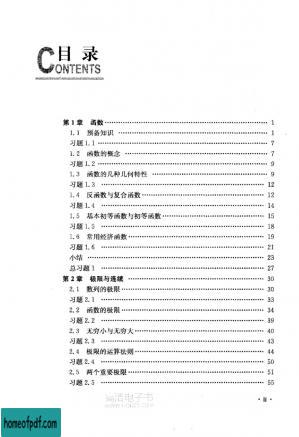 目录
CONTENTS
第1章 函数 1
1.1 预备知识 1
习题1.1 7
1.2 函数的概念 7
习题1.2 9
1.3 函数的几种几何特性 9
习题1.3 12
1.4 反函数与复合函数 12
习题1.4 14
1.5 基本初等函数与初等函数 15
习题1.5 18
1.6 常用经济函数 19
习题1.6 21
小结 23
总习题1 27
第2章 极限与连续 30
2.1 数列的极限 30
习题2.1 33
2.2 函数的极限 34
习题2.2 39
2.3 无穷小与无穷大 40
习题2.3 43
2.4 极限的运算法则 44
习题2.4 50
2.5 两个重要极限 51
习题2.5 55
高清电子书
· Ⅲ ·
homeofpdf.com
homeofpdf.com